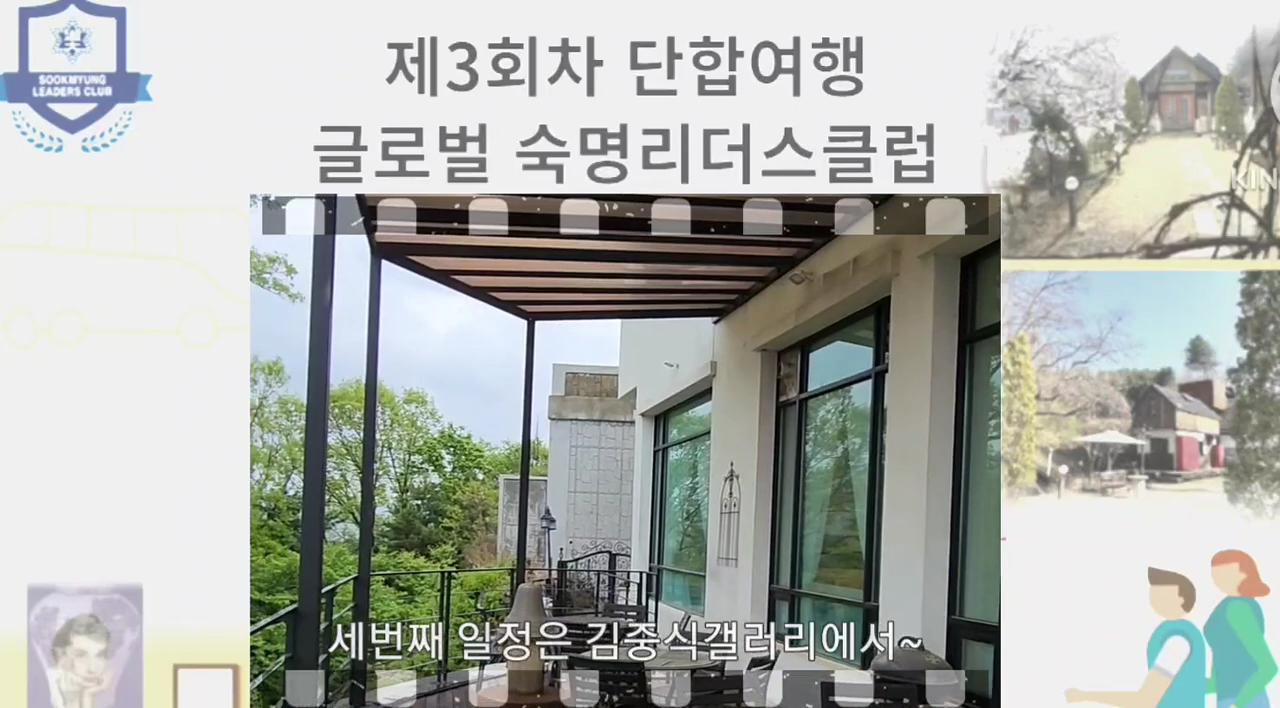 SOOKMYUNG
LEADERS CLUB
제3회차 단합여행
글로벌 숙명리더스클럽
KIN
세번째 일정은 김중식갤러리에서~